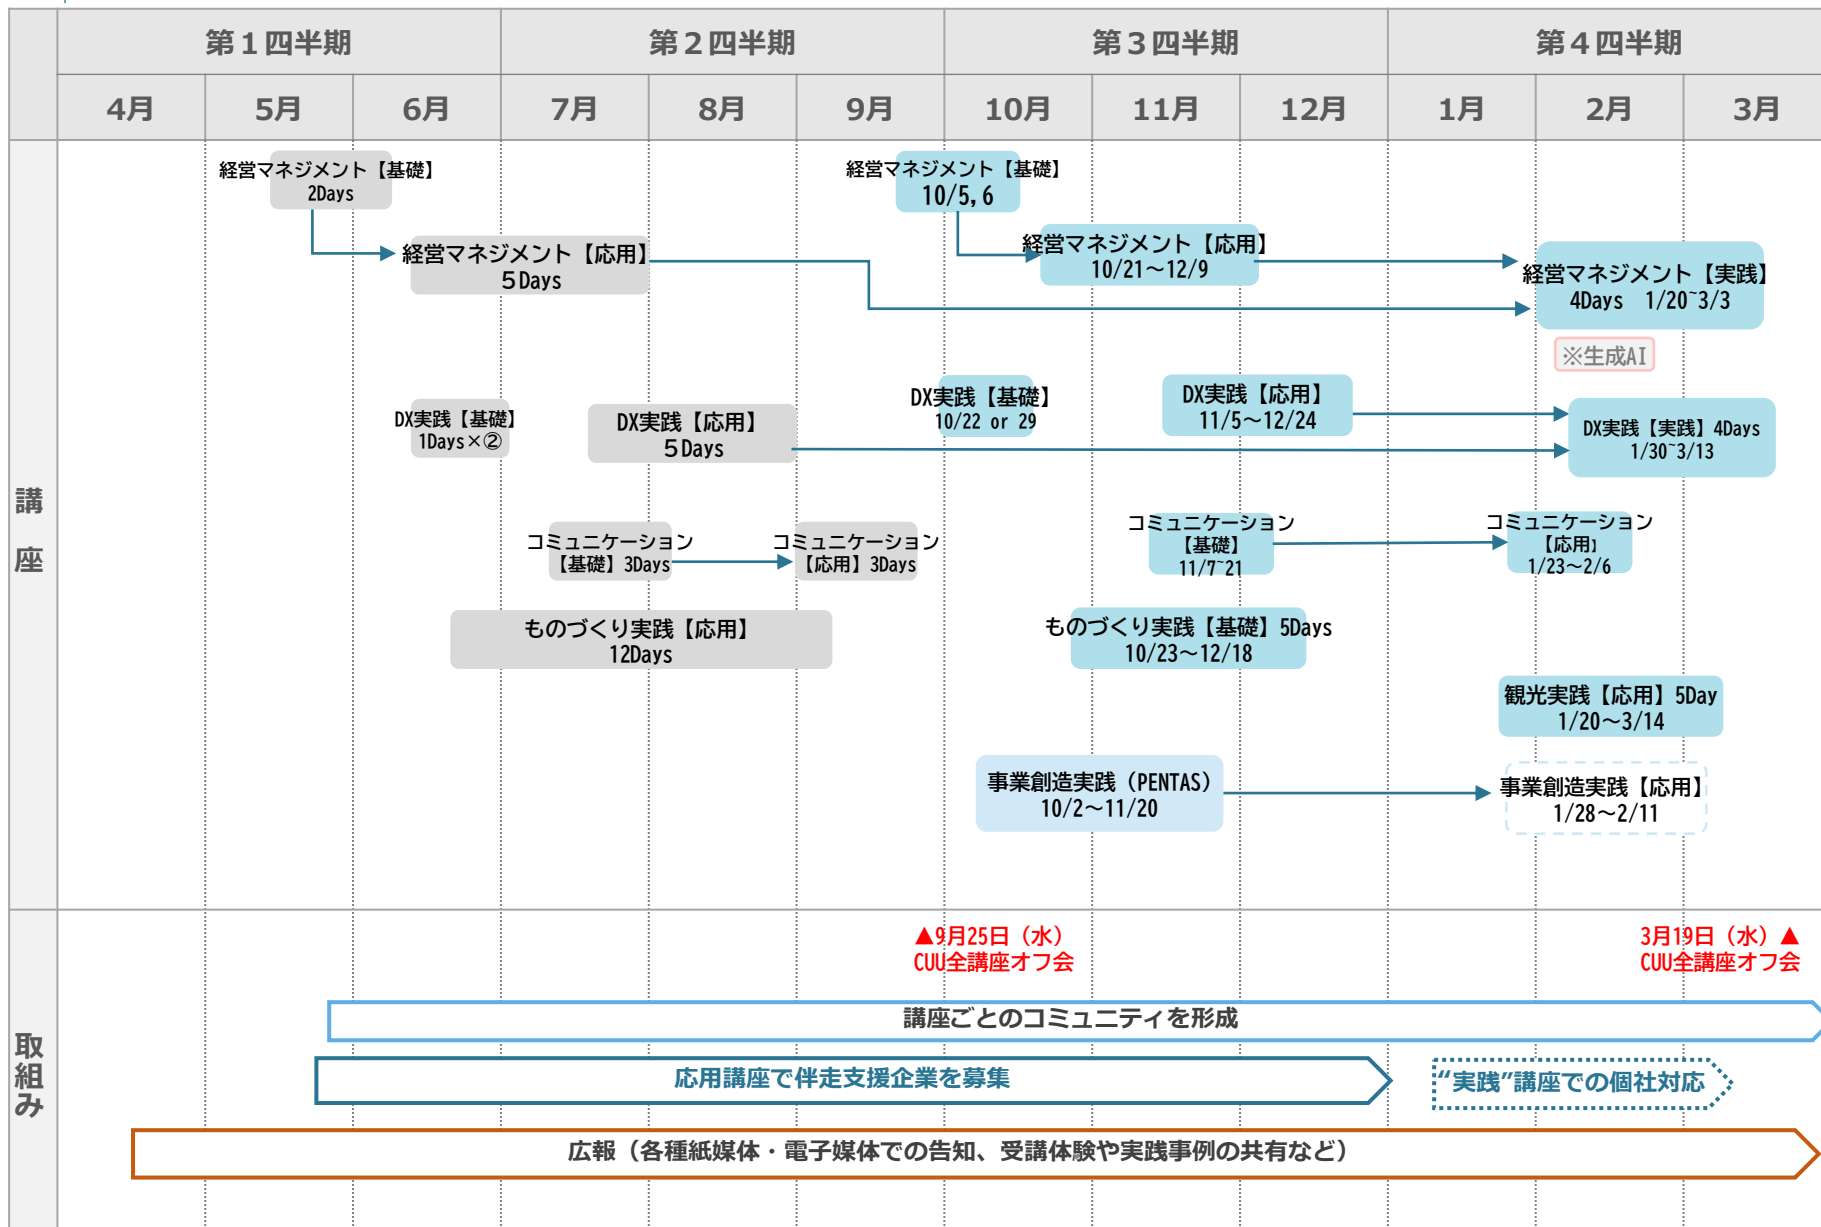 第１四半期
第２四半期
第３四半期
第４四半期
4月
5月
6月
7月
8月
9月
10月
11月
12月
1月
2月
3月
講座
経営マネジメント【基礎】
2Days
経営マネジメント【応用】
５Days
経営マネジメント【基礎】
10/5,6
経営マネジメント【応用】
10/21～12/9
経営マネジメント【実践】
4Days　1/20~3/3
※生成AI
DX実践【基礎】
1Days×②
DX実践【応用】
５Days
DX実践【基礎】
10/22 or 29
DX実践【応用】
11/5～12/24
DX実践【実践】4Days
1/30~3/13
コミュニケーション
【基礎】3Days
コミュニケーション
【応用】3Days
コミュニケーション
【基礎】
11/7~21
コミュニケーション
【応用】
1/23～2/6
ものづくり実践【応用】
12Days
ものづくり実践【基礎】5Days
10/23～12/18
観光実践【応用】5Day
1/20～3/14
事業創造実践（PENTAS）
10/2～11/20
事業創造実践【応用】
1/28～2/11
取組み
▲9月25日（水）
CUU全講座オフ会
3月19日（水）▲
CUU全講座オフ会
講座ごとのコミュニティを形成
応用講座で伴走支援企業を募集
“実践”講座での個社対応
広報（各種紙媒体・電子媒体での告知、受講体験や実践事例の共有など）